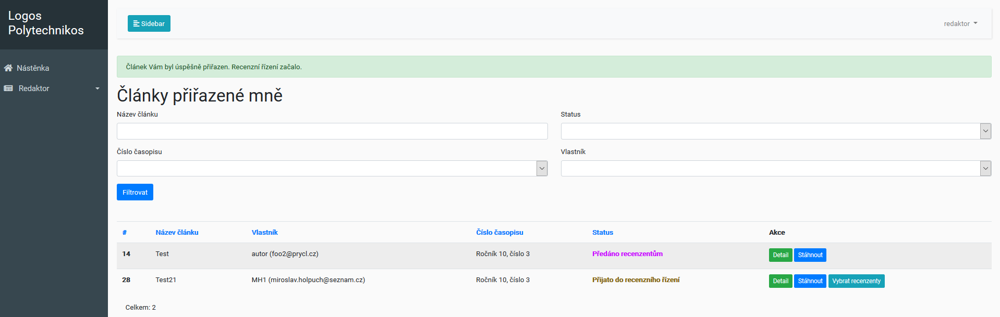 Logos
Polytechnikos
Sidebar
redaktor
Nástěnka
Redaktor
Článek Vám byl úspěšně přiřazen. Recenzní řízení začalo.
Články přiřazené mně
Název článku
Status
Číslo časopisu
Vlastník
Filtrovat
# Název článku Vlastník Číslo časopisu Status Akce
14 Test autor (foo2@prycl.cz) Ročník 10, číslo 3 Předáno recenzentům Detail Stáhnout
28 Test21 MH1 (miroslav.holpuch@seznam.cz) Ročník 10, číslo 3 Přijato do recenzního řízení Detail Stáhnout Vybrat recenzenty
Celkem: 2